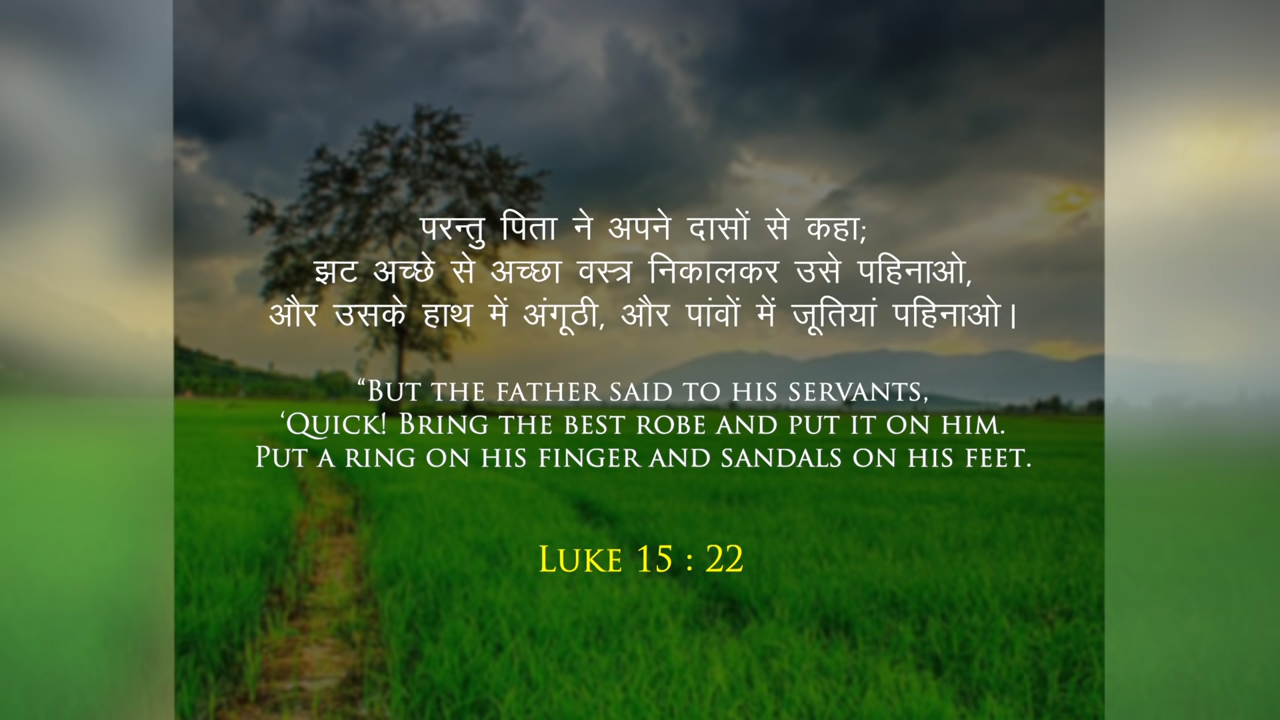 परन्तु पिता ने अपने दासों से कहा;
झट अच्छे से अच्छा वस्त्र निकालकर उसे पहिनाओ,
और उसके हाथ में अंगूठी, और पांवों में जूतियां पहिनाओ।
“But the father said to his servants,
‘Quick! Bring the best robe and put it on him.
Put a ring on his finger and sandals on his feet.
Luke 15 : 22